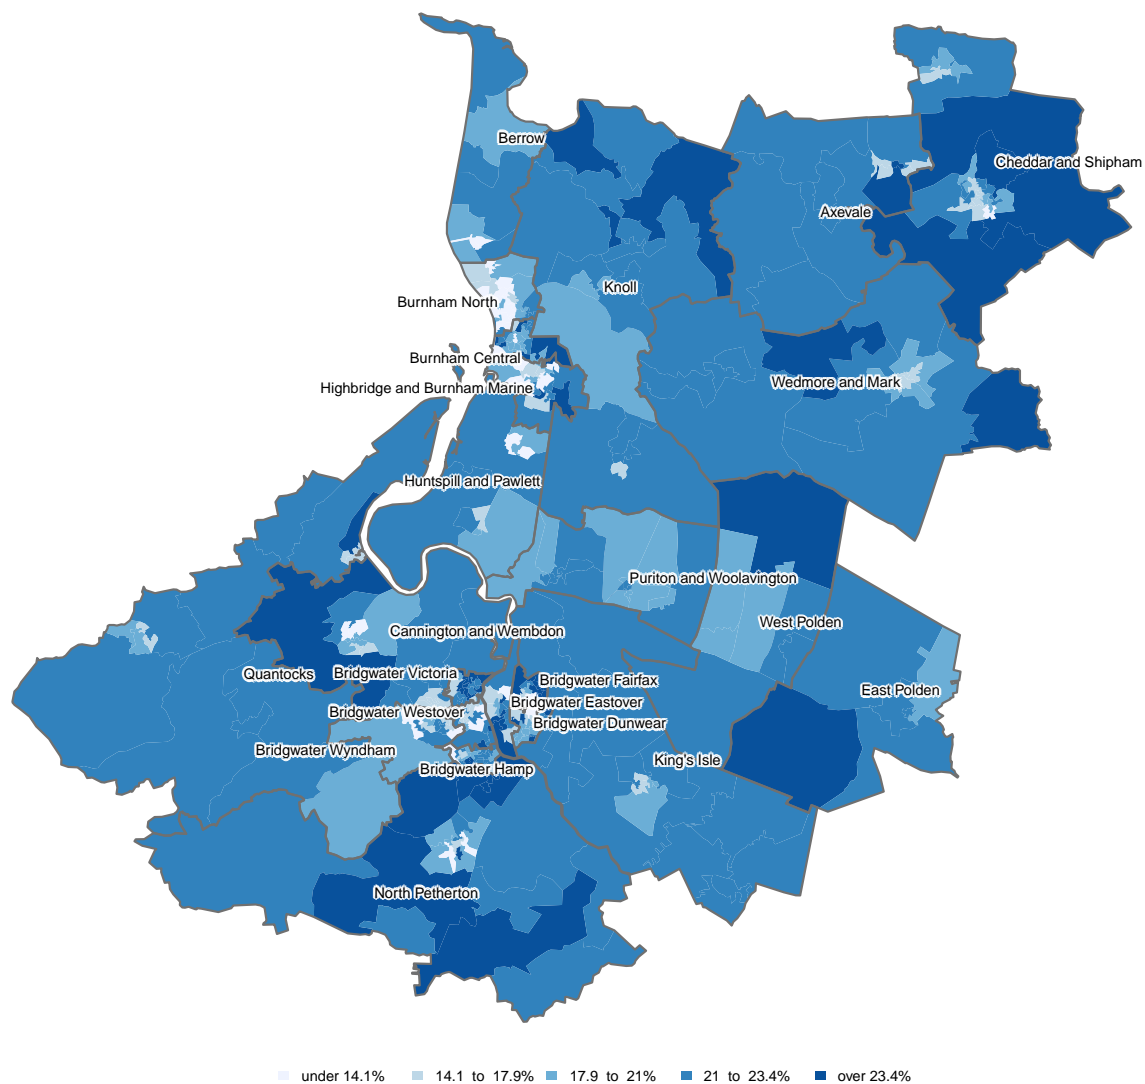 Berrow
Cheddar and Shipham
Axevale
Knoll
Burnham North
Burnham Central
Wedmore and Mark
Highbridge and Burnham Marine
Huntspill and Pawlett
Puriton and Woolavington
West Polden
Cannington and Wembdon
Quantocks
Bridgwater Victoria
Bridgwater Fairfax
East Polden
Bridgwater Eastover
Bridgwater Westover
Bridgwater Dunwear
Bridgwater Wyndham
King's Isle
Bridgwater Hamp
North Petherton
under 14.1% 14.1 to 17.9% 17.9 to 21% 21 to 23.4% over 23.4%